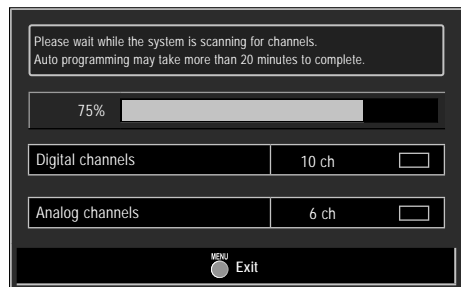 Please wait while the system is scanning for channels.
Auto programming may take more than 20 minutes to complete.
75%
Digital channels 10 ch
Analog channels 6 ch
MENU
Exit